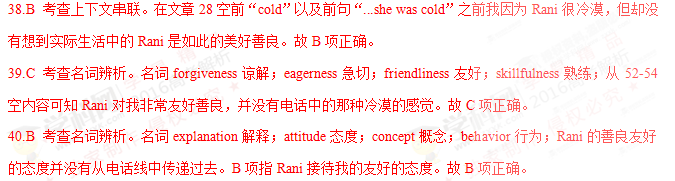 38.B 考查上下文串联。在文章 28 空前“cold”以及前句“...she was cold”之前我因为 Rani 很冷漠，但却没
有想到实际生活中的 Rani 是如此的美好善良。故 B 项正确。
39.C 考查名词辨析。名词 forgiveness 谅解；eagerness 急切；friendliness 友好；skillfulness 熟练；从 52-54
空内容可知 Rani 对我非常友好善良，并没有电话中的那种冷漠的感觉。故 C 项正确。
40.B 考查名词辨析。名词 explanation 解释；attitude 态度；concept 概念；behavior 行为；Rani 的善良友好
的态度并没有从电话线中传递过去。B 项指 Rani 接待我的友好的态度。故 B 项正确。